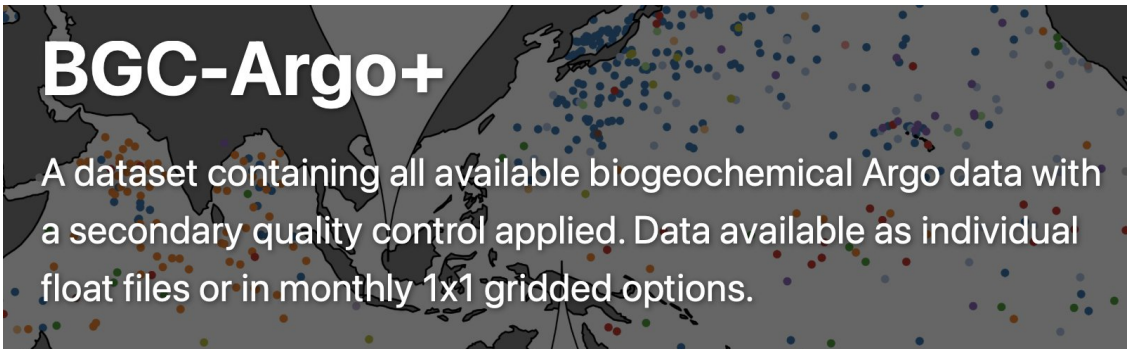 BGC-Argo+
A dataset containing all available biogeochemical Argo data with
a secondary quality control applied. Data available as individual
float files or in monthly 1x1 gridded options.